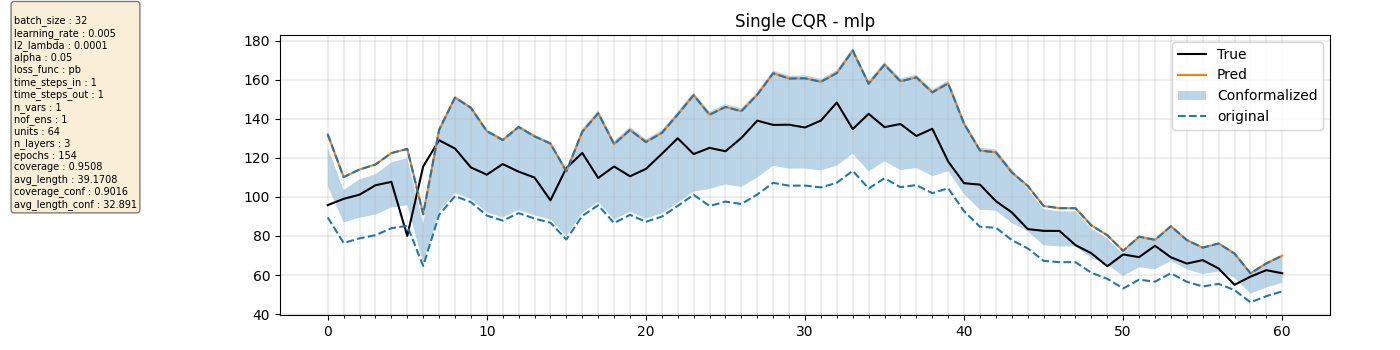 batch_size : 32
learning_rate : 0.005
l2_lambda : 0.0001
alpha : 0.05
loss_func : pb
time_steps_in : 1
time_steps_out : 1
n_vars : 1
nof_ens : 1
units : 64
n_layers : 3
epochs : 154
coverage : 0.9508
avg_length : 39.1708
coverage_conf : 0.9016
avg_length_conf : 32.891
Single CQR - mlp
180
160
140
120
100
80
60
40
True
Pred
Conformalized
original
0 10 20 30 40 50 60